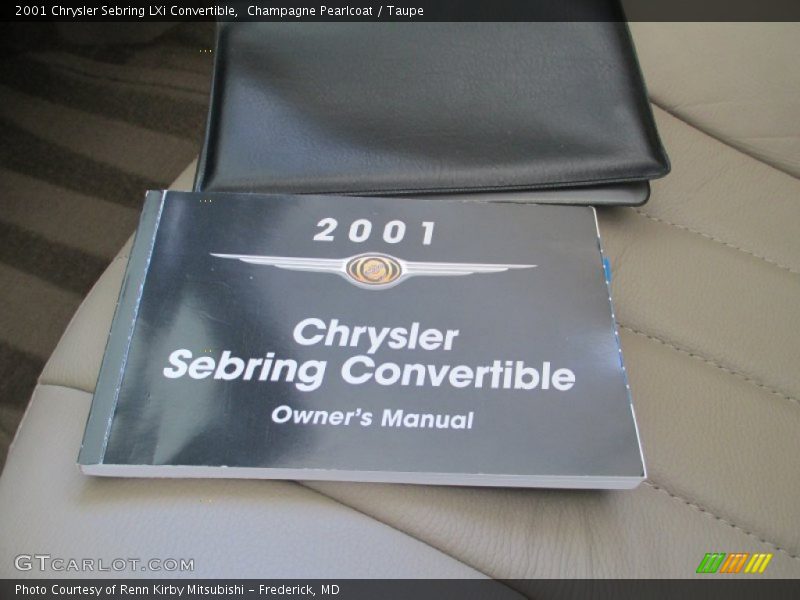 2001 Chrysler Sebring LXi Convertible, Champagne Pearlcoat / Taupe
2001
Chrysler
Sebring Convertible
Owner's Manual
GTCARLOT.COM
Photo Courtesy of Renn Kirby Mitsubishi - Frederick, MD